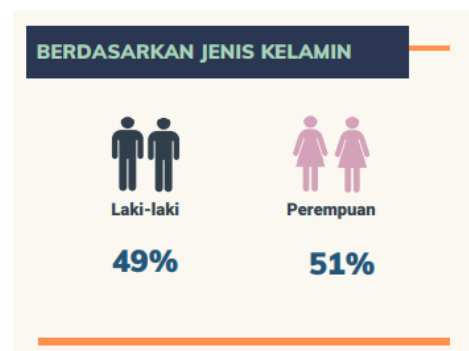 BERDASARKAN JENIS KELAMIN
Laki-laki
Perempuan
49%
51%